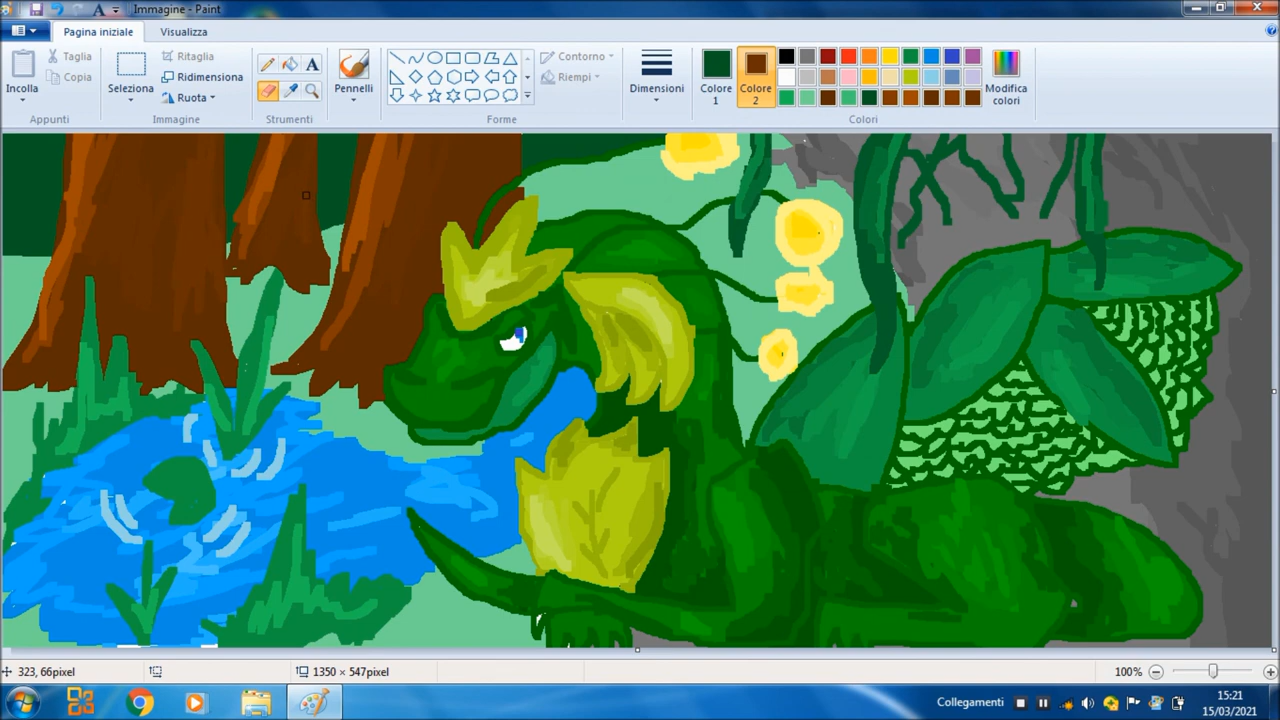 Immagine - Paint
Pagina iniziale Visualizza
Incolla
Taglia
Copia
Appunti
Selezione
Ritaglia
Ridimensiona
Ruota
Immagine
Strumenti
Pennelli
Contorno
Riempi
Forme
Dimensioni
Colore 1
Colore 2
Modifica colori
Colori
323, 66pixel
1350 × 547pixel
100%
Collegamenti
15:21
15/03/2021